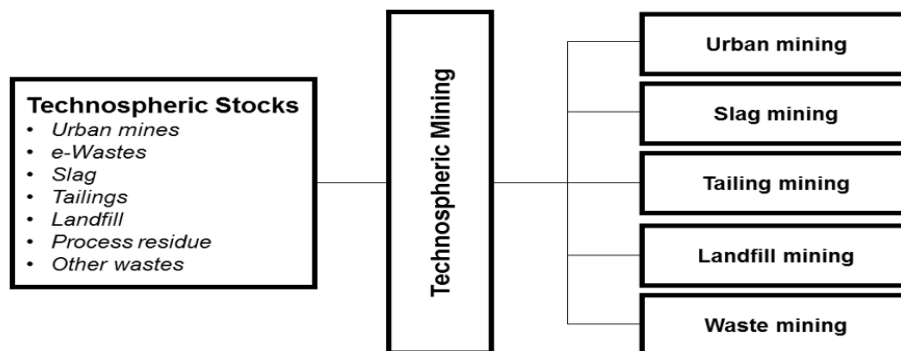 Technospheric Stocks
• Urban mines
• e-Wastes
• Slag
• Tailings
• Landfill
• Process residue
• Other wastes
Technospheric Mining
Urban mining
Slag mining
Tailing mining
Landfill mining
Waste mining